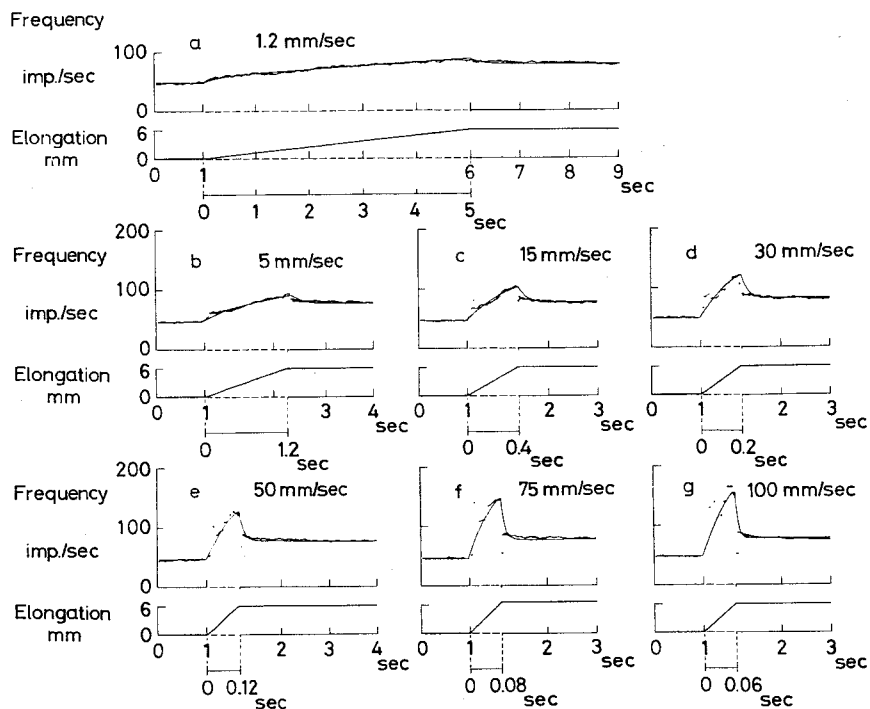 Frequency
a 1.2 mm/sec
100
imp./sec
0
Elongation 6
mm 0
0 1 6 7 8 9
sec
0 1 2 3 4 5
sec
200
Frequency b 5 mm/sec c 15 mm/sec d 30 mm/sec
100
imp./sec
0
Elongation 6
mm 0
0 1 2 3 4 0 1 2 3 0 1 2 3
sec sec sec
0 1.2 0 0.4 0 0.2
sec sec sec
200
Frequency e 50 mm/sec f 75 mm/sec g 100 mm/sec
100
imp./sec
0
Elongation 6
mm 0
0 1 2 3 4 0 1 2 3 0 1 2 3
sec sec sec
0 0.12 0 0.08 0 0.06
sec sec sec